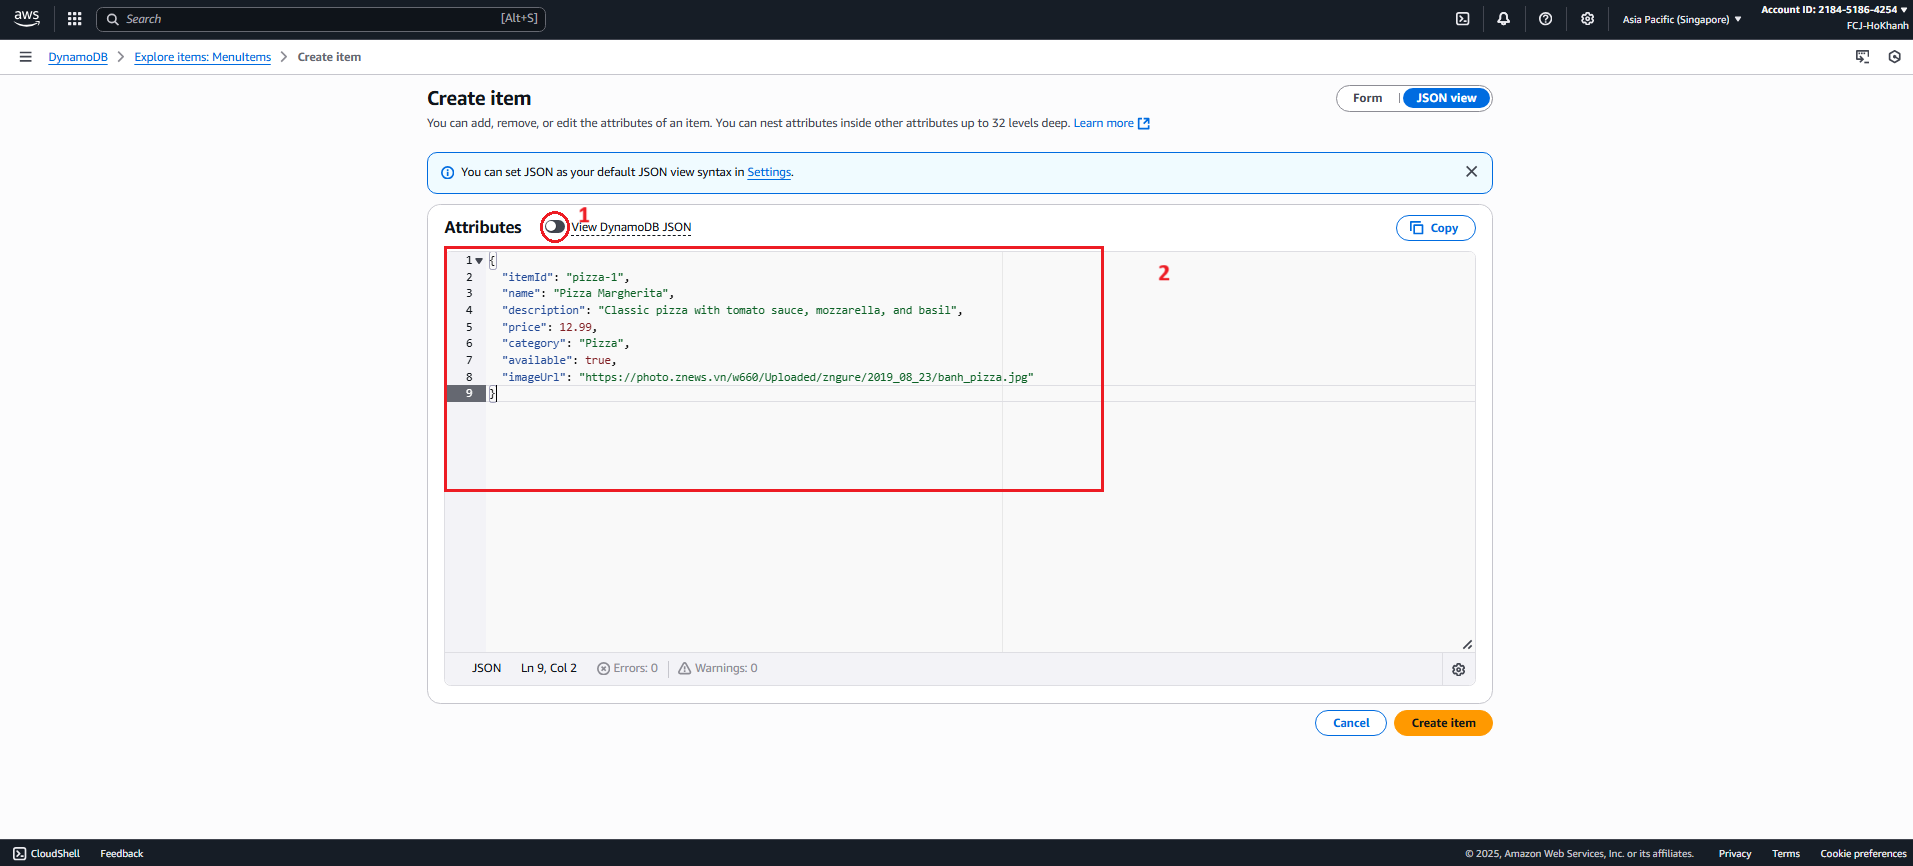 aws
Search
[Alt+S]
Asia Pacific (Singapore)
Account ID: 2184-5186-4254
FCJ-HoKhanh
DynamoDB
Explore items: MenuItems
Create item
Create item
Form
JSON view
You can add, remove, or edit the attributes of an item. You can nest attributes inside other attributes up to 32 levels deep. Learn more
You can set JSON as your default JSON view syntax in Settings.
Attributes
1
View DynamoDB JSON
Copy
2
1 {
2 "itemId": "pizza-1",
3 "name": "Pizza Margherita",
4 "description": "Classic pizza with tomato sauce, mozzarella, and basil",
5 "price": 12.99,
6 "category": "Pizza",
7 "available": true,
8 "imageUrl": "https://photo.znews.vn/w660/Uploaded/zngure/2019_08_23/banh_pizza.jpg"
9 }
JSON
Ln 9, Col 2
Errors: 0
Warnings: 0
Cancel
Create item
CloudShell
Feedback
© 2025, Amazon Web Services, Inc. or its affiliates.
Privacy
Terms
Cookie preferences